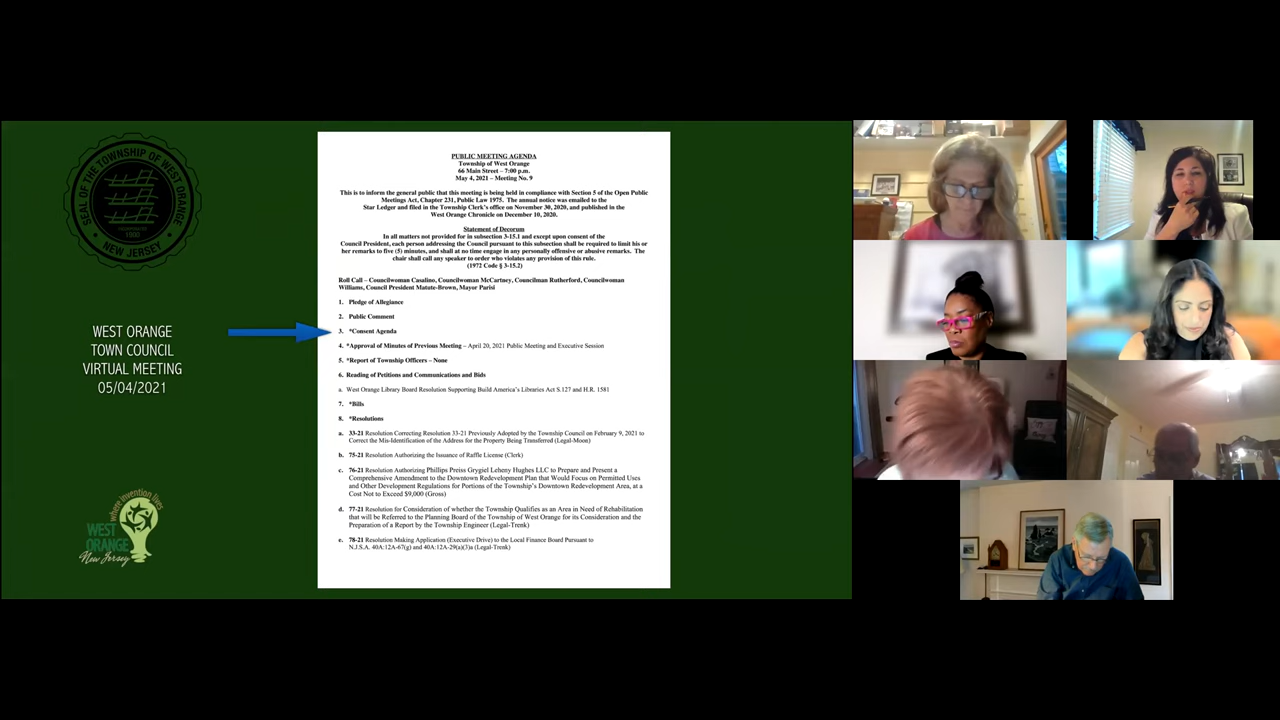 SEAL OF THE TOWNSHIP OF WEST ORANGE
NEW JERSEY
1900
WEST ORANGE
TOWN COUNCIL
VIRTUAL MEETING
05/04/2021
where invention lives
WEST
ORANGE
New Jersey
PUBLIC MEETING AGENDA
Township of West Orange
66 Main Street – 7:00 p.m.
May 4, 2021 – Meeting No. 9
This is to inform the general public that this meeting is being held in compliance with Section 5 of the Open Public
Meetings Act, Chapter 231, Public Law 1975. The annual notice was emailed to the
Star Ledger and filed in the Township Clerk's office on November 30, 2020, and published in the
West Orange Chronicle on December 10, 2020.
Statement of Decorum
In all matters not provided for in subsection 3-15.1 and except upon consent of the
Council President, each person addressing the Council pursuant to this subsection shall be required to limit his or
her remarks to five (5) minutes, and shall at no time engage in any personally offensive or abusive remarks. The
chair shall call any speaker to order who violates any provision of this rule.
(1972 Code § 3-15.2)
Roll Call – Councilwoman Casalino, Councilwoman McCartney, Councilman Rutherford, Councilwoman
Williams, Council President Matute-Brown, Mayor Parisi
1. Pledge of Allegiance
2. Public Comment
3. *Consent Agenda
4. *Approval of Minutes of Previous Meeting – April 20, 2021 Public Meeting and Executive Session
5. *Report of Township Officers – None
6. Reading of Petitions and Communications and Bids
a. West Orange Library Board Resolution Supporting Build America's Libraries Act S.127 and H.R. 1581
7. *Bills
8. *Resolutions
a. 33-21 Resolution Correcting Resolution 33-21 Previously Adopted by the Township Council on February 9, 2021 to
Correct the Mis-Identification of the Address for the Property Being Transferred (Legal-Moon)
b. 75-21 Resolution Authorizing the Issuance of Raffle License (Clerk)
c. 76-21 Resolution Authorizing Phillips Preiss Grygiel Leheny Hughes LLC to Prepare and Present a
Comprehensive Amendment to the Downtown Redevelopment Plan that Would Focus on Permitted Uses
and Other Development Regulations for Portions of the Township's Downtown Redevelopment Area, at a
Cost Not to Exceed $9,000 (Gross)
d. 77-21 Resolution for Consideration of whether the Township Qualifies as an Area in Need of Rehabilitation
that will be Referred to the Planning Board of the Township of West Orange for its Consideration and the
Preparation of a Report by the Township Engineer (Legal-Trenk)
e. 78-21 Resolution Making Application (Executive Drive) to the Local Finance Board Pursuant to
N.J.S.A. 40A:12A-67(g) and 40A:12A-29(a)(3)a (Legal-Trenk)